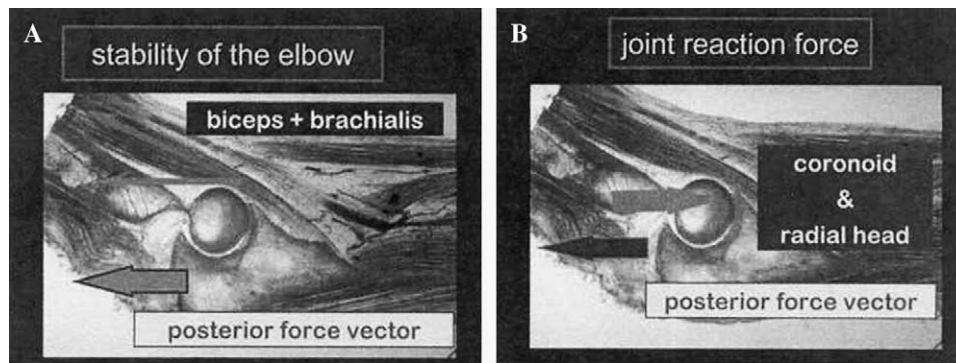 A
stability of the elbow
biceps + brachialis
posterior force vector
B
joint reaction force
coronoid
&
radial head
posterior force vector